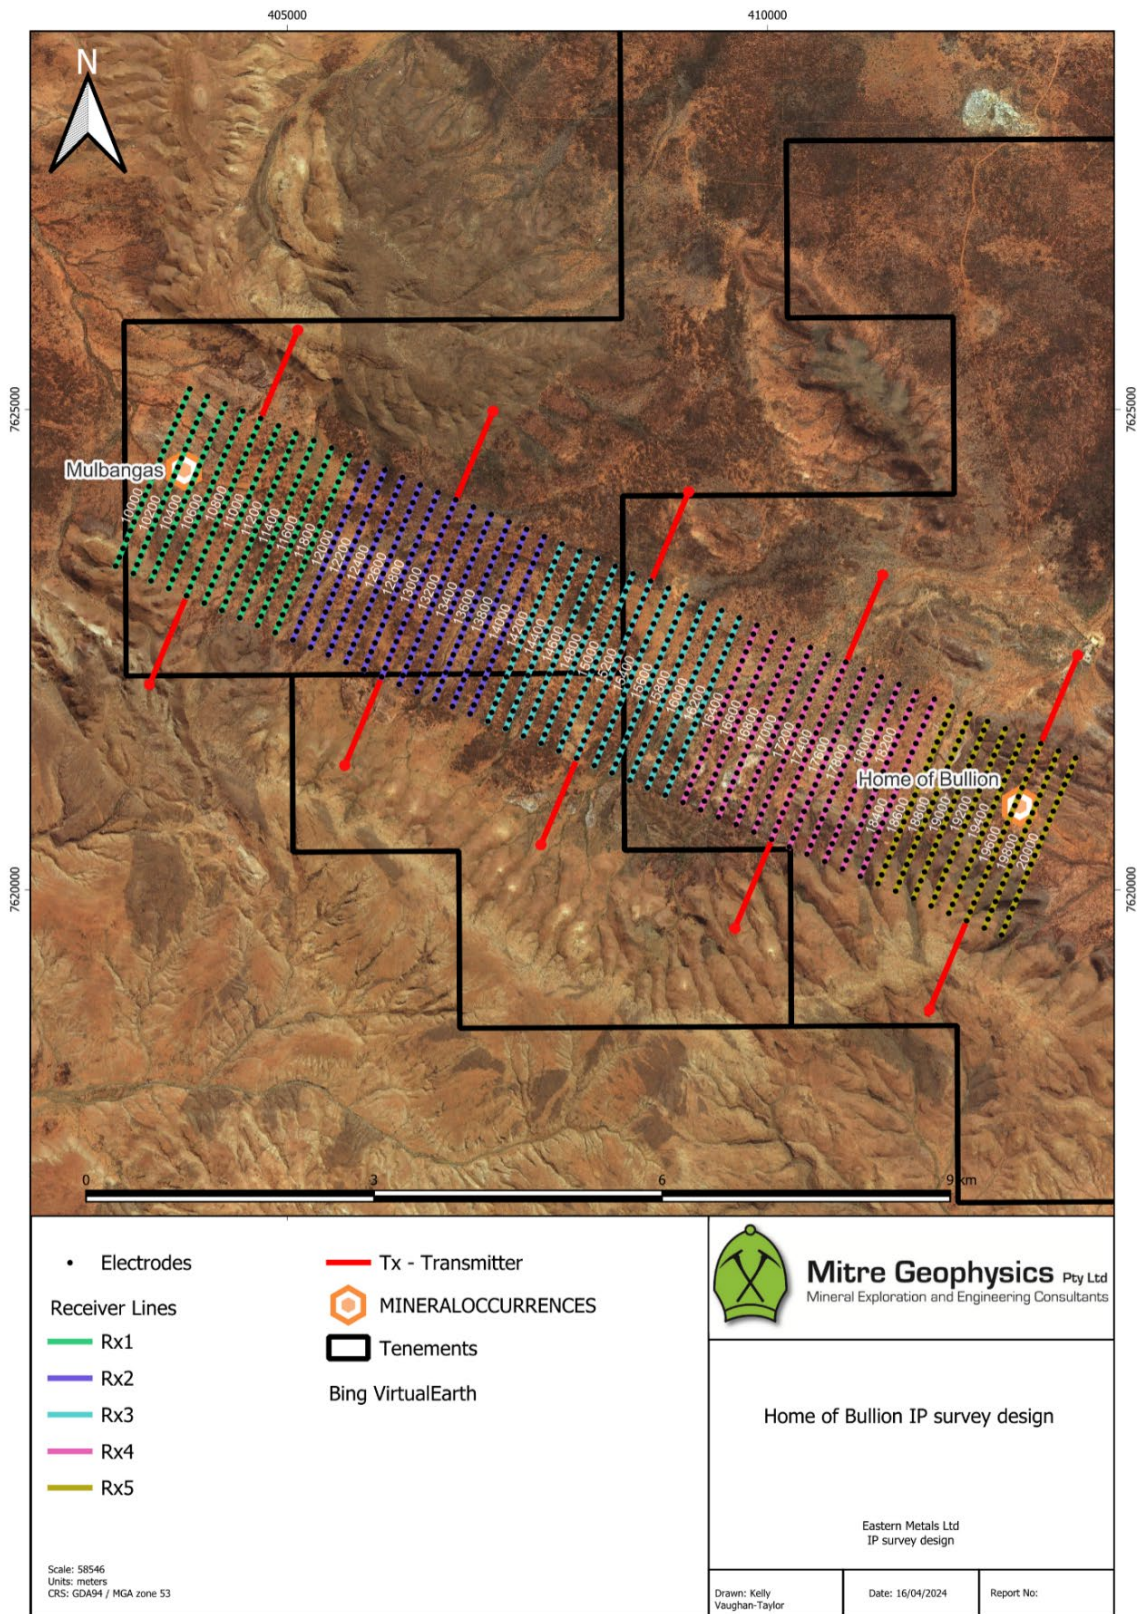 405000
410000
N
7625000
7625000
Mulbangas
10000
10200
10400
10600
10800
11000
11200
11400
11600
11800
12000
12200
12400
12600
12800
13000
13200
13400
13600
13800
14000
14200
14400
14600
14800
15000
15200
15400
15600
15800
16000
16200
16400
16600
16800
17000
17200
17400
17600
17800
18000
18200
Home of Bullion
18400
18600
18800
19000
19200
19400
19600
19800
20000
7620000
7620000
0
3
6
9 km
Electrodes
Receiver Lines
Rx1
Rx2
Rx3
Rx4
Rx5
Tx - Transmitter
MINERALOCCURRENCES
Tenements
Bing VirtualEarth
Scale: 58546
Units: meters
CRS: GDA94 / MGA zone 53
Mitre Geophysics Pty Ltd
Mineral Exploration and Engineering Consultants
Home of Bullion IP survey design
Eastern Metals Ltd
IP survey design
Drawn: Kelly
Vaughan-Taylor
Date: 16/04/2024
Report No: